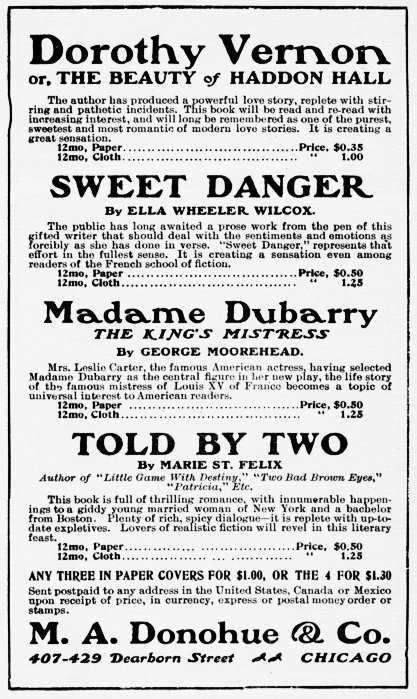 Dorothy Vernon
or, THE BEAUTY of HADDON HALL
The author has produced a powerful love story, replete with stir-
ring and pathetic incidents. This book will be read and re-read with
increasing interest, and will long be remembered as one of the purest,
sweetest and most romantic of modern love stories. It is creating a
great sensation.
12mo, Paper..................................Price, $0.35
12mo, Cloth.................................. " 1.00
SWEET DANGER
By ELLA WHEELER WILCOX.
The public has long awaited a prose work from the pen of this
gifted writer that should deal with the sentiments and emotions as
forcibly as she has done in verse. "Sweet Danger," represents that
effort in the fullest sense. It is creating a sensation even among
readers of the French school of fiction.
12mo, Paper ..................................Price, $0.50
12mo, Cloth.................................. " 1.25
Madame Dubarry
THE KING'S MISTRESS
By GEORGE MOOREHEAD.
Mrs. Leslie Carter, the famous American actress, having selected
Madame Dubarry as the central figure in her new play, the life story
of the famous mistress of Louis XV of France becomes a topic of
universal interest to American readers.
12mo, Paper ..................................Price, $0.50
12mo, Cloth.................................. " 1.25
TOLD BY TWO
By MARIE ST. FELIX
Author of "Little Game With Destiny," "Two Bad Brown Eyes,"
"Patricia," Etc.
This book is full of thrilling romance, with innumerable happen-
ings to a giddy young married woman of New York and a bachelor
from Boston. Plenty of rich, spicy dialogue—it is replete with up-to-
date expletives. Lovers of realistic fiction will revel in this literary
feast.
12mo, Paper............... ..................Price, $0.50
12mo, Cloth.................. ... ............ " 1.25
ANY THREE IN PAPER COVERS FOR $1.00, OR THE 4 FOR $1.30
Sent postpaid to any address in the United States, Canada or Mexico
upon receipt of price, in currency, express or postal money order or
stamps.
M. A. Donohue & Co.
407-429 Dearborn Street CHICAGO